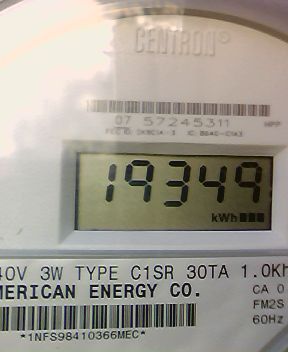 CENTRON®
07 57245311
19349
kWh
40V 3W TYPE C1SR 30TA 1.0Kh
MERICAN ENERGY CO.
CA 0
FM2S
60Hz
*1NFS98410366MEC*